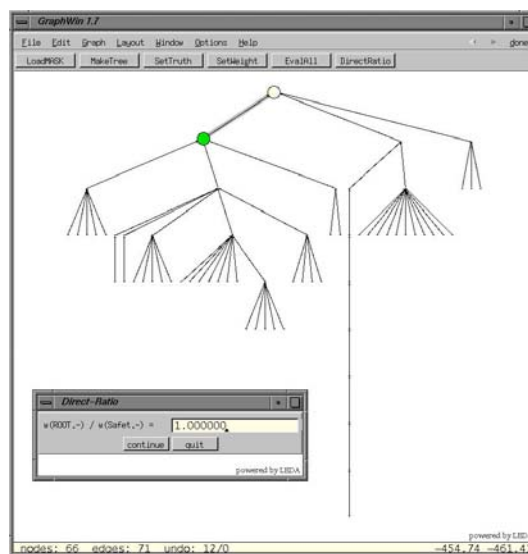 GraphWin 1.7
File Edit Graph Layout Window Options Help done
LoadMASK MakeTree SetTruth SetWeight EvalAll DirectRatio
Direct-Ratio
w(ROOT,-) / w(Safet,-) = 1.000000
continue quit
powered by LEDA
powered by LEDA
nodes: 66 edges: 71 undo: 12/0 -454.74 -461.47